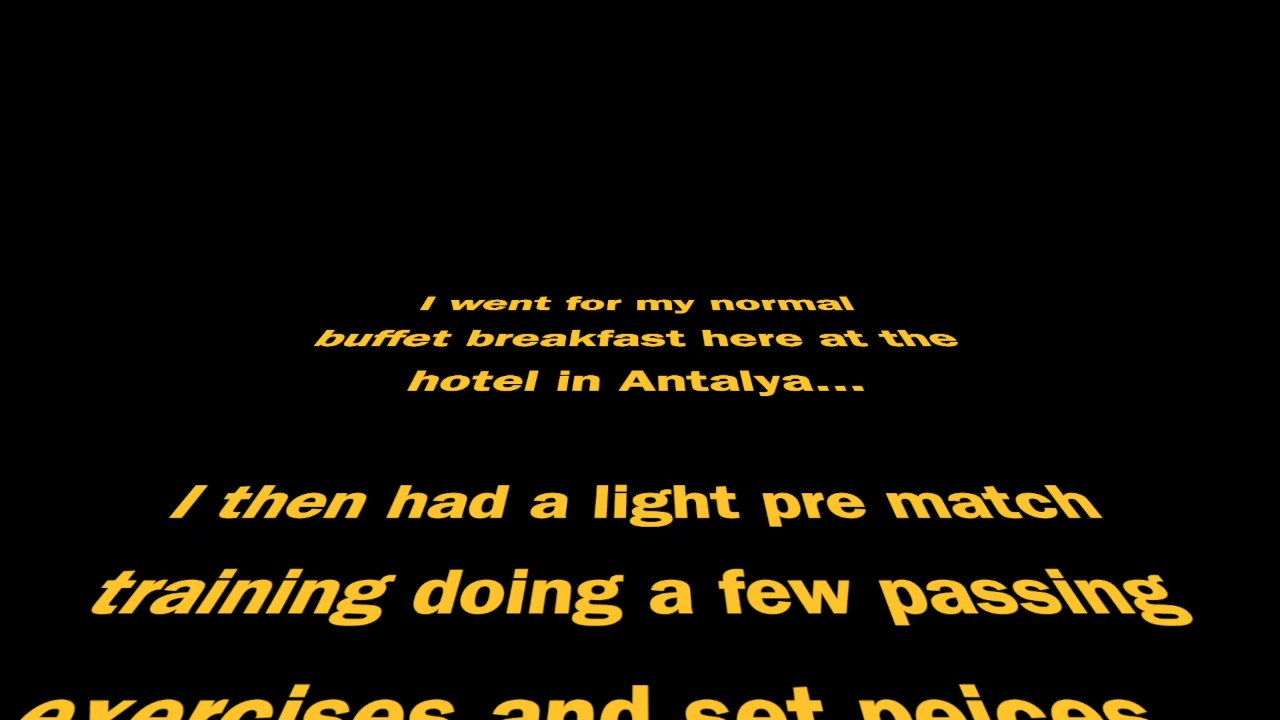 I went for my normal
buffet breakfast here at the
hotel in Antalya...
I then had a light pre match
training doing a few passing
exercises and set peices